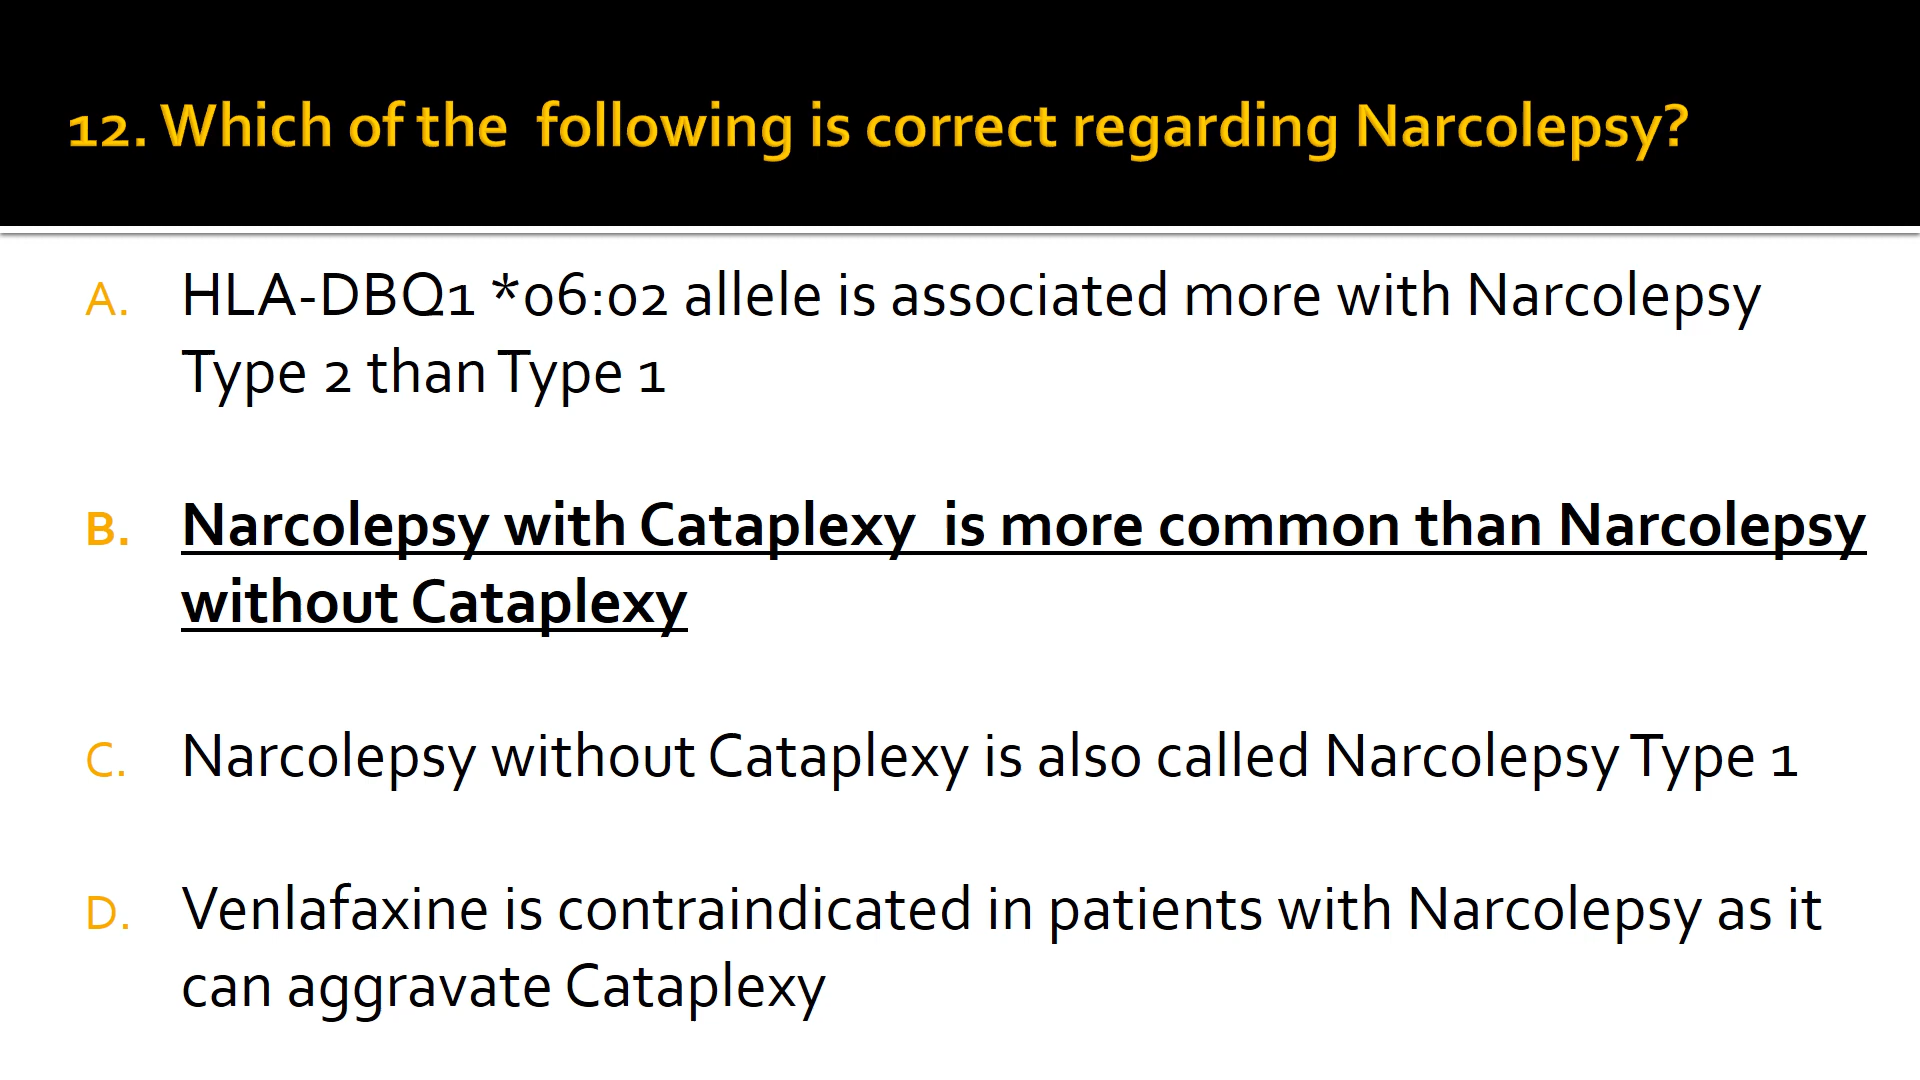 12. Which of the  following is correct regarding Narcolepsy?
A. HLA-DBQ1 *06:02 allele is associated more with Narcolepsy
Type 2 than Type 1
B. Narcolepsy with Cataplexy  is more common than Narcolepsy
without Cataplexy
C. Narcolepsy without Cataplexy is also called Narcolepsy Type 1
D. Venlafaxine is contraindicated in patients with Narcolepsy as it
can aggravate Cataplexy